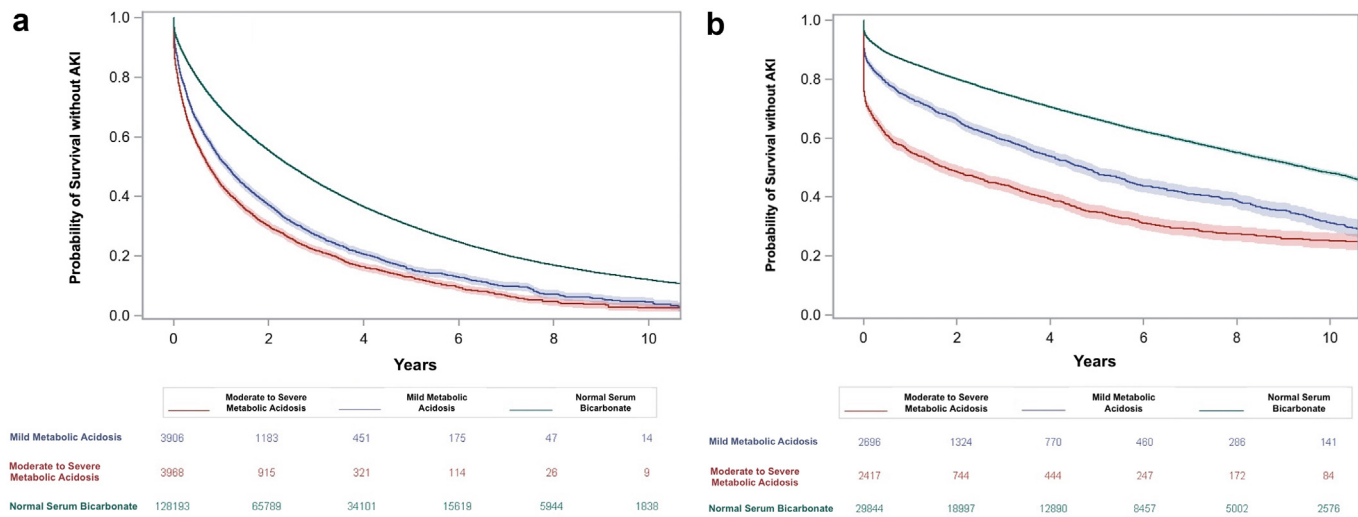 a
Probability of Survival without AKI
1.0
0.8
0.6
0.4
0.2
0.0
0 2 4 6 8 10
Years
Moderate to Severe
Metabolic Acidosis
Mild Metabolic
Acidosis
Normal Serum
Bicarbonate
Mild Metabolic Acidosis 3906 1183 451 175 47 14
Moderate to Severe
Metabolic Acidosis 3968 915 321 114 26 9
Normal Serum Bicarbonate 128193 65789 34101 15619 5944 1838
b
Probability of Survival without AKI
1.0
0.8
0.6
0.4
0.2
0.0
0 2 4 6 8 10
Years
Moderate to Severe
Metabolic Acidosis
Mild Metabolic
Acidosis
Normal Serum
Bicarbonate
Mild Metabolic Acidosis 2696 1324 770 460 286 141
Moderate to Severe
Metabolic Acidosis 2417 744 444 247 172 84
Normal Serum Bicarbonate 29844 18997 12890 8457 5002 2576